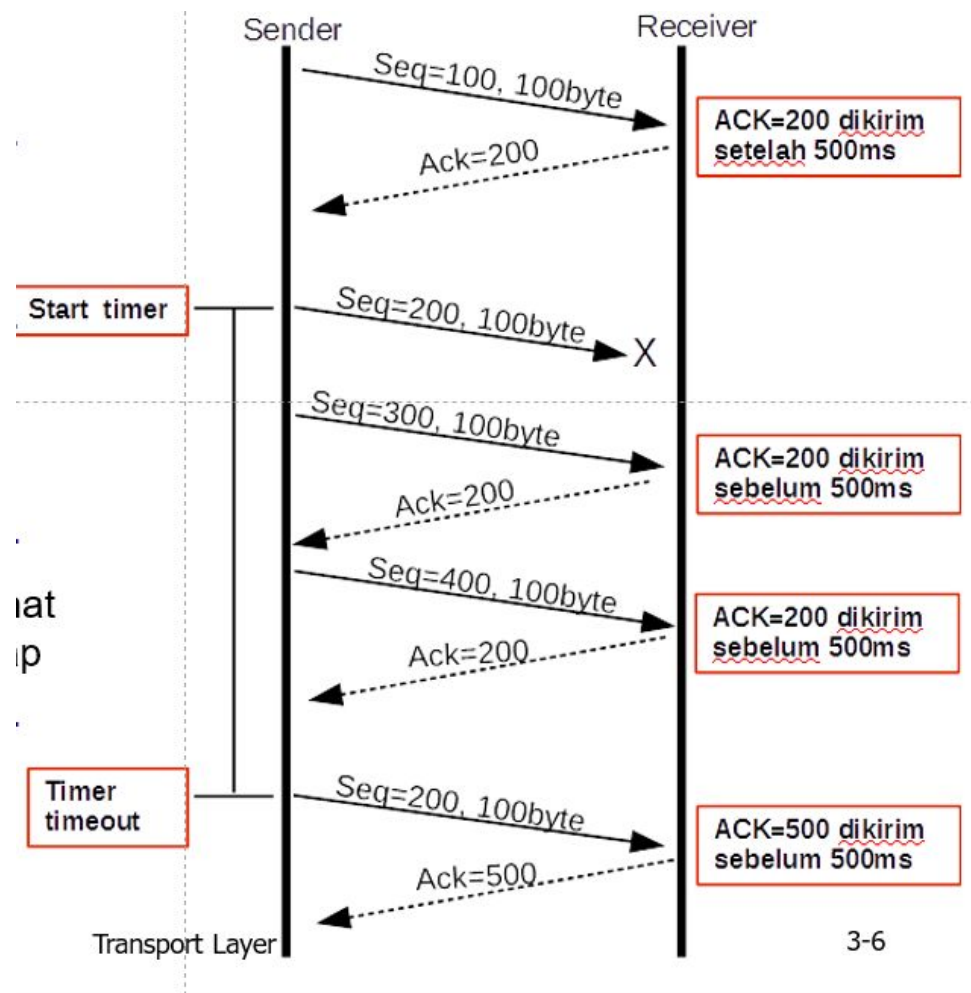 Sender
Receiver
Seq=100, 100byte
ACK=200 dikirim
setelah 500ms
Ack=200
Start timer
Seq=200, 100byte
X
Seq=300, 100byte
ACK=200 dikirim
sebelum 500ms
Ack=200
Seq=400, 100byte
ACK=200 dikirim
sebelum 500ms
Ack=200
Timer
timeout
Seq=200, 100byte
ACK=500 dikirim
sebelum 500ms
Ack=500
Transport Layer
3-6